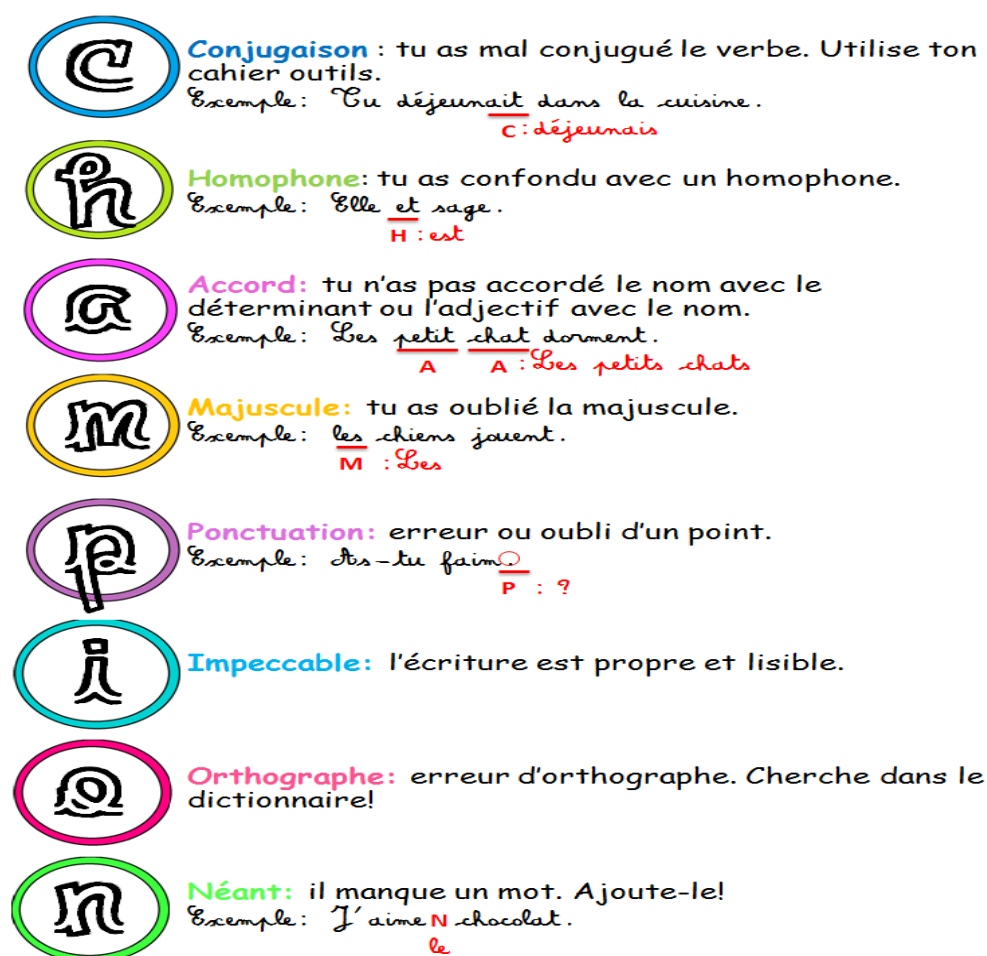 c
Conjugaison : tu as mal conjugué le verbe. Utilise ton
cahier outils.
Exemple : Tu déjeunait dans la cuisine.
C : déjeunais
h
Homophone: tu as confondu avec un homophone.
Exemple : Elle et sage.
H : est
a
Accord: tu n'as pas accordé le nom avec le
déterminant ou l'adjectif avec le nom.
Exemple : Les petit chat dorment.
A A : Les petits chats
m
Majuscule: tu as oublié la majuscule.
Exemple : les chiens jouent.
M : Les
p
Ponctuation: erreur ou oubli d'un point.
Exemple : As-tu faim.
P : ?
i
Impeccable: l'écriture est propre et lisible.
o
Orthographe: erreur d'orthographe. Cherche dans le
dictionnaire!
n
Néant: il manque un mot. Ajoute-le!
Exemple : J'aime N chocolat.
le